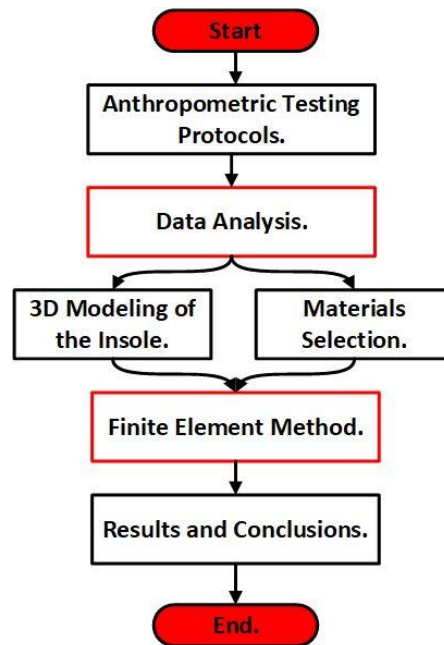 Start
Anthropometric Testing
Protocols.
Data Analysis.
3D Modeling of
the Insole.
Materials
Selection.
Finite Element Method.
Results and Conclusions.
End.